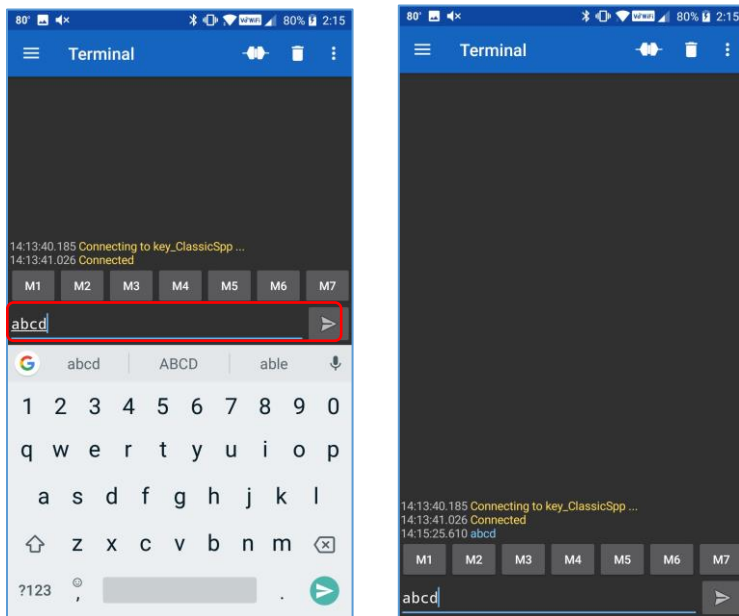 80° 80% 2:15
Terminal
14:13:40.185 Connecting to key_ClassicSpp ...
14:13:41.026 Connected
M1 M2 M3 M4 M5 M6 M7
abcd
G abcd ABCD able
1 2 3 4 5 6 7 8 9 0
q w e r t y u i o p
a s d f g h j k l
z x c v b n m
?123 , .
80° 80% 2:15
Terminal
14:13:40.185 Connecting to key_ClassicSpp ...
14:13:41.026 Connected
14:15:25.610 abcd
M1 M2 M3 M4 M5 M6 M7
abcd